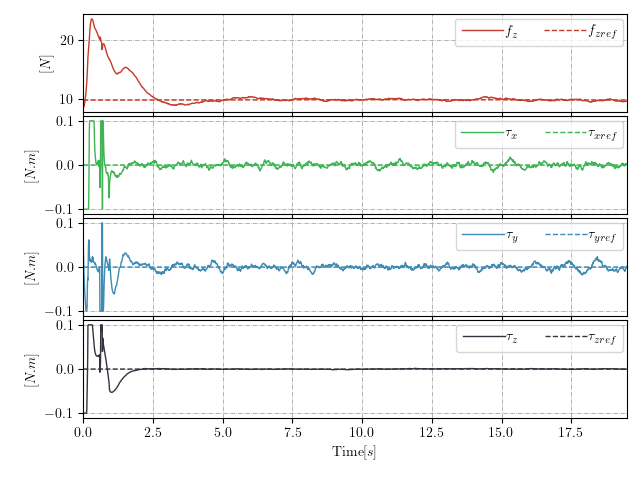 f_z f_zref
20
10
[N]
τ_x τ_xref
0.1
0.0
−0.1
[N.m]
τ_y τ_yref
0.1
0.0
−0.1
[N.m]
τ_z τ_zref
0.1
0.0
−0.1
[N.m]
0.0 2.5 5.0 7.5 10.0 12.5 15.0 17.5
Time[s]